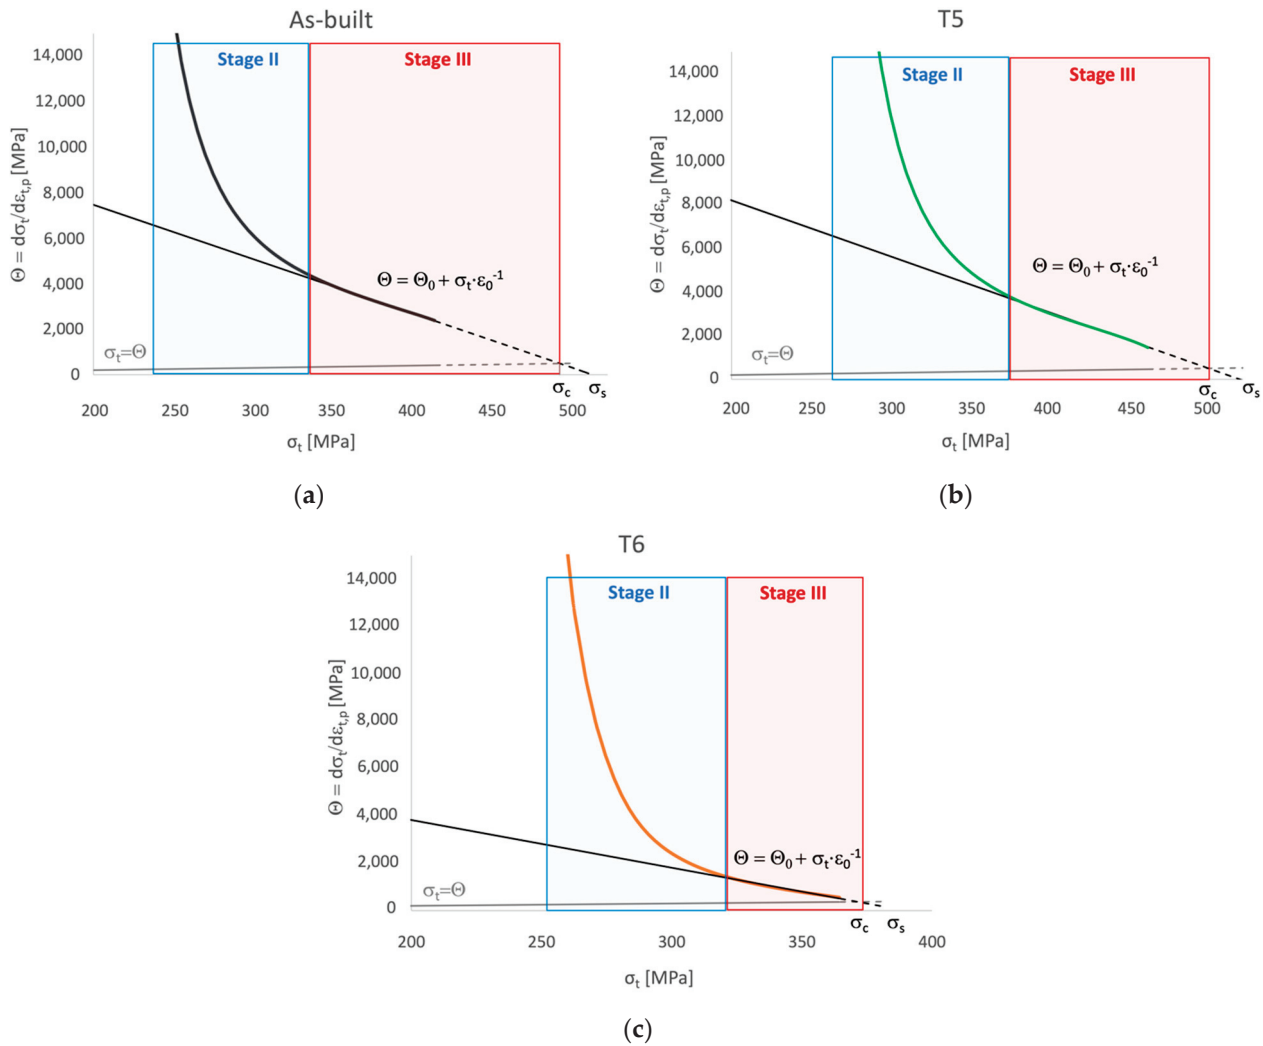 As-built
Stage II
Stage III
14,000
12,000
10,000
8,000
6,000
4,000
2,000
0
Θ = dσt/dεt,p [MPa]
Θ = Θ0 + σt·ε0-1
σt=Θ
σc
σs
200
250
300
350
400
450
500
σt [MPa]
(a)
T5
Stage II
Stage III
14,000
12,000
10,000
8,000
6,000
4,000
2,000
0
Θ = dσt/dεt,p [MPa]
Θ = Θ0 + σt·ε0-1
σt=Θ
σc
σs
200
250
300
350
400
450
500
σt [MPa]
(b)
T6
Stage II
Stage III
14,000
12,000
10,000
8,000
6,000
4,000
2,000
0
Θ = dσt/dεt,p [MPa]
Θ = Θ0 + σt·ε0-1
σt=Θ
σc
σs
200
250
300
350
400
σt [MPa]
(c)